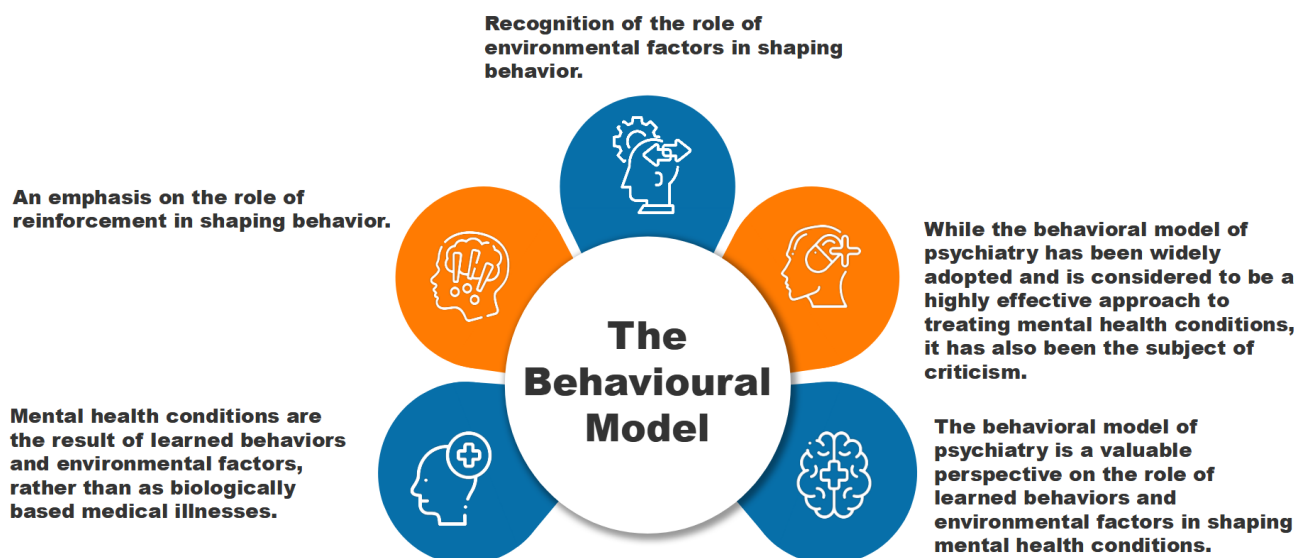 Recognition of the role of
environmental factors in shaping
behavior.
An emphasis on the role of
reinforcement in shaping behavior.
While the behavioral model of
psychiatry has been widely
adopted and is considered to be a
highly effective approach to
treating mental health conditions,
it has also been the subject of
criticism.
The
Behavioural
Model
Mental health conditions are
the result of learned behaviors
and environmental factors,
rather than as biologically
based medical illnesses.
The behavioral model of
psychiatry is a valuable
perspective on the role of
learned behaviors and
environmental factors in shaping
mental health conditions.